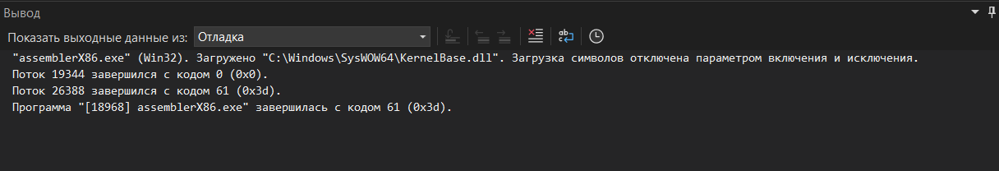 Вывод
Показать выходные данные из: Отладка
"assemblerX86.exe" (Win32). Загружено "C:\Windows\SysWOW64\KernelBase.dll". Загрузка символов отключена параметром включения и исключения.
Поток 19344 завершился с кодом 0 (0x0).
Поток 26388 завершился с кодом 61 (0x3d).
Программа "[18968] assemblerX86.exe" завершилась с кодом 61 (0x3d).